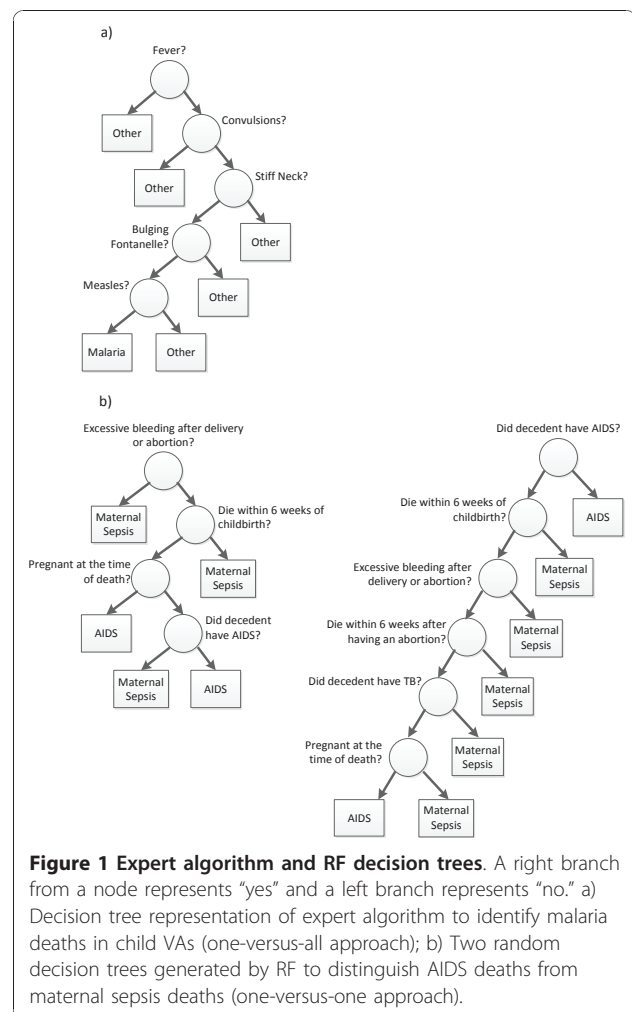 a)
Fever?
Other
Convulsions?
Other
Stiff Neck?
Bulging
Fontanelle?
Other
Measles?
Other
Malaria
Other
b)
Excessive bleeding after delivery
or abortion?
Maternal
Sepsis
Die within 6 weeks of
childbirth?
Pregnant at the time
of death?
Maternal
Sepsis
AIDS
Did decedent
have AIDS?
Maternal
Sepsis
AIDS
Did decedent have AIDS?
Die within 6 weeks of
childbirth?
AIDS
Excessive bleeding after
delivery or abortion?
Maternal
Sepsis
Die within 6 weeks after
having an abortion?
Maternal
Sepsis
Did decedent have TB?
Maternal
Sepsis
Pregnant at the
time of death?
Maternal
Sepsis
AIDS
Maternal
Sepsis
Figure 1 Expert algorithm and RF decision trees. A right branch
from a node represents “yes” and a left branch represents “no.” a)
Decision tree representation of expert algorithm to identify malaria
deaths in child VAs (one-versus-all approach); b) Two random
decision trees generated by RF to distinguish AIDS deaths from
maternal sepsis deaths (one-versus-one approach).